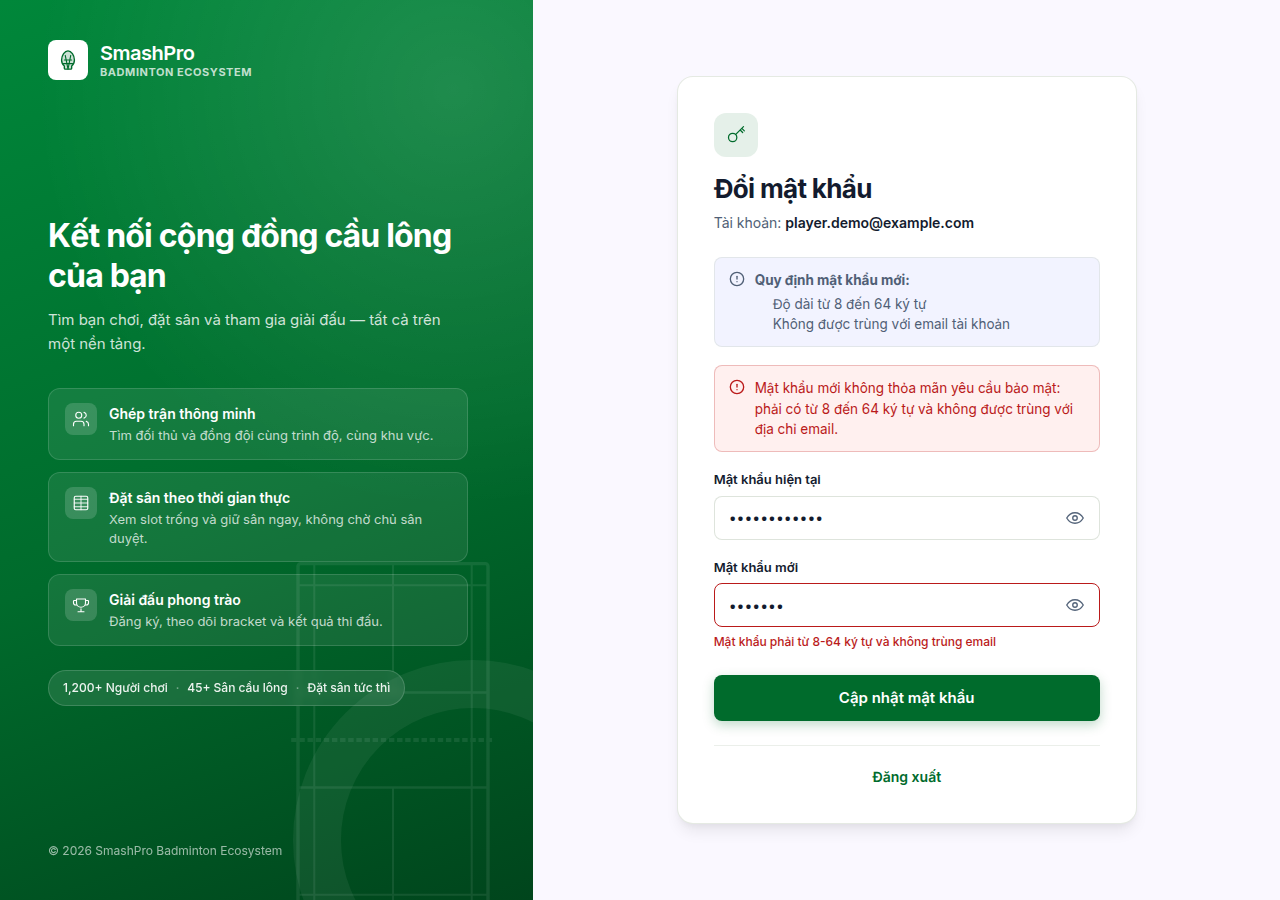 SmashPro
BADMINTON ECOSYSTEM
Kết nối cộng đồng cầu lông
của bạn
Tìm bạn chơi, đặt sân và tham gia giải đấu — tất cả trên
một nền tảng.
Ghép trận thông minh
Tìm đối thủ và đồng đội cùng trình độ, cùng khu vực.
Đặt sân theo thời gian thực
Xem slot trống và giữ sân ngay, không chờ chủ sân
duyệt.
Giải đấu phong trào
Đăng ký, theo dõi bracket và kết quả thi đấu.
1,200+ Người chơi · 45+ Sân cầu lông · Đặt sân tức thì
© 2026 SmashPro Badminton Ecosystem
Đổi mật khẩu
Tài khoản: player.demo@example.com
Quy định mật khẩu mới:
Độ dài từ 8 đến 64 ký tự
Không được trùng với email tài khoản
Mật khẩu mới không thỏa mãn yêu cầu bảo mật:
phải có từ 8 đến 64 ký tự và không được trùng với
địa chỉ email.
Mật khẩu hiện tại
••••••••••••
Mật khẩu mới
•••••••
Mật khẩu phải từ 8-64 ký tự và không trùng email
Cập nhật mật khẩu
Đăng xuất